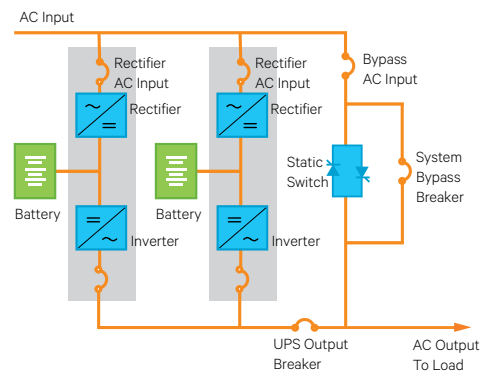 AC Input
Rectifier
AC Input
Rectifier
AC Input
Bypass
AC Input
Rectifier
Rectifier
Static
Switch
System
Bypass
Breaker
Battery
Battery
Inverter
Inverter
UPS Output
Breaker
AC Output
To Load